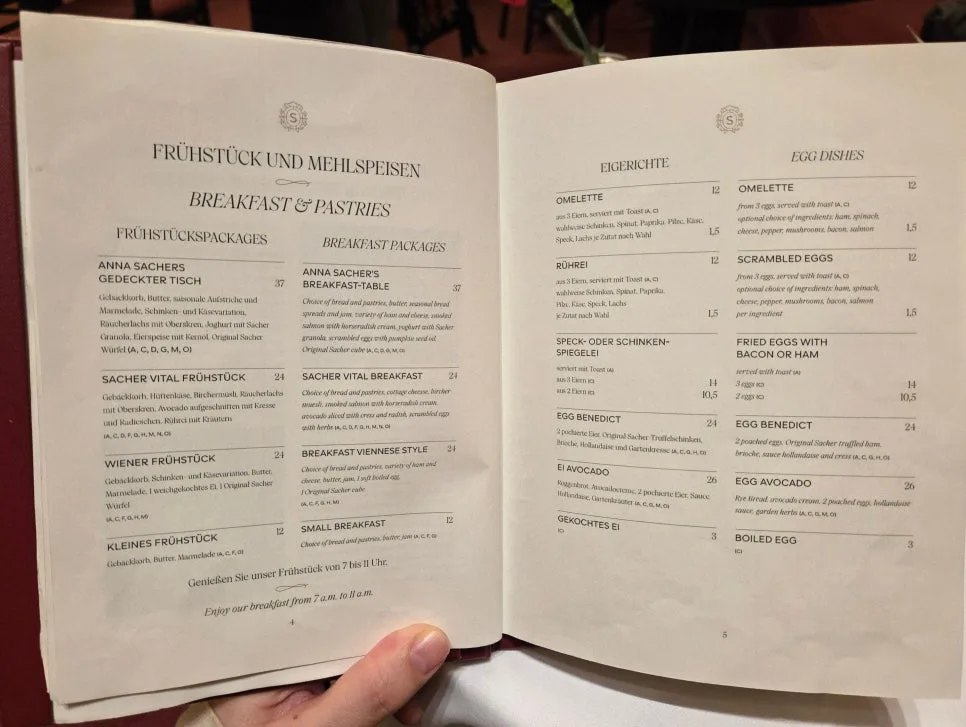 S
FRÜHSTÜCK UND MEHLSPEISEN
BREAKFAST & PASTRIES
FRÜHSTÜCKSPACKAGES
ANNA SACHERS
GEDECKTER TISCH 37
Gebäckkorb, Butter, saisonale Aufstriche und
Marmelade, Schinken- und Käsevariation,
Räucherlachs mit Oberskren, Joghurt mit Sacher
Granola, Eierspeise mit Kernöl, Original Sacher
Würfel (A, C, D, G, M, O)
SACHER VITAL FRÜHSTÜCK 24
Gebäckkorb, Hüttenkäse, Birchermüsli, Räucherlachs
mit Oberskren, Avocado aufgeschnitten mit Kresse
und Radieschen, Rührei mit Kräutern
(A, C, D, F, G, H, M, N, O)
WIENER FRÜHSTÜCK 24
Gebäckkorb, Schinken- und Käsevariation, Butter,
Marmelade, 1 weichgekochtes Ei, 1 Original Sacher
Würfel
(A, C, F, G, H, M)
KLEINES FRÜHSTÜCK 12
Gebäckkorb, Butter, Marmelade (A, C, F, G)
BREAKFAST PACKAGES
ANNA SACHER'S
BREAKFAST-TABLE 37
Choice of bread and pastries, butter, seasonal bread
spreads and jam, variety of ham and cheese, smoked
salmon with horseradish cream, yoghurt with Sacher
granola, scrambled eggs with pumpkin seed oil,
Original Sacher cube (A, C, D, G, M, O)
SACHER VITAL BREAKFAST 24
Choice of bread and pastries, cottage cheese, bircher
muesli, smoked salmon with horseradish cream,
avocado sliced with cress and radish, scrambled eggs
with herbs (A, C, D, F, G, H, M, N, O)
BREAKFAST VIENNESE STYLE 24
Choice of bread and pastries, variety of ham and
cheese, butter, jam, 1 soft boiled egg,
1 Original Sacher cube
(A, C, F, G, H, M)
SMALL BREAKFAST 12
Choice of bread and pastries, butter, jam (A, C, F, G)
Genießen Sie unser Frühstück von 7 bis 11 Uhr.
Enjoy our breakfast from 7 a.m. to 11 a.m.
4
S
EIGERICHTE
OMELETTE 12
aus 3 Eiern, serviert mit Toast (A, C)
wahlweise Schinken, Spinat, Paprika, Pilze, Käse,
Speck, Lachs je Zutat nach Wahl 1,5
RÜHREI 12
aus 3 Eiern, serviert mit Toast (A, C)
wahlweise Schinken, Spinat, Paprika,
Pilze, Käse, Speck, Lachs
je Zutat nach Wahl 1,5
SPECK- ODER SCHINKEN-
SPIEGELEI
serviert mit Toast (A)
aus 3 Eiern (C) 14
aus 2 Eiern (C) 10,5
EGG BENEDICT 24
2 pochierte Eier, Original Sacher Truffelschinken,
Brioche, Hollandaise und Gartenkresse (A, C, G, H, O)
EI AVOCADO 26
Roggenbrot, Avocadocreme, 2 pochierte Eier, Sauce
Hollandaise, Gartenkräuter (A, C, G, M, O)
GEKOCHTES EI 3
(C)
EGG DISHES
OMELETTE 12
from 3 eggs, served with toast (A, C)
optional choice of ingredients: ham, spinach,
cheese, pepper, mushrooms, bacon, salmon 1,5
SCRAMBLED EGGS 12
from 3 eggs, served with toast (A, C)
optional choice of ingredients: ham, spinach,
cheese, pepper, mushrooms, bacon, salmon
per ingredient 1,5
FRIED EGGS WITH
BACON OR HAM
served with toast (A)
3 eggs (C) 14
2 eggs (C) 10,5
EGG BENEDICT 24
2 poached eggs, Original Sacher truffled ham,
brioche, sauce hollandaise and cress (A, C, G, H, O)
EGG AVOCADO 26
Rye bread, avocado cream, 2 poached eggs, hollandaise
sauce, garden herbs (A, C, G, M, O)
BOILED EGG 3
(C)
5